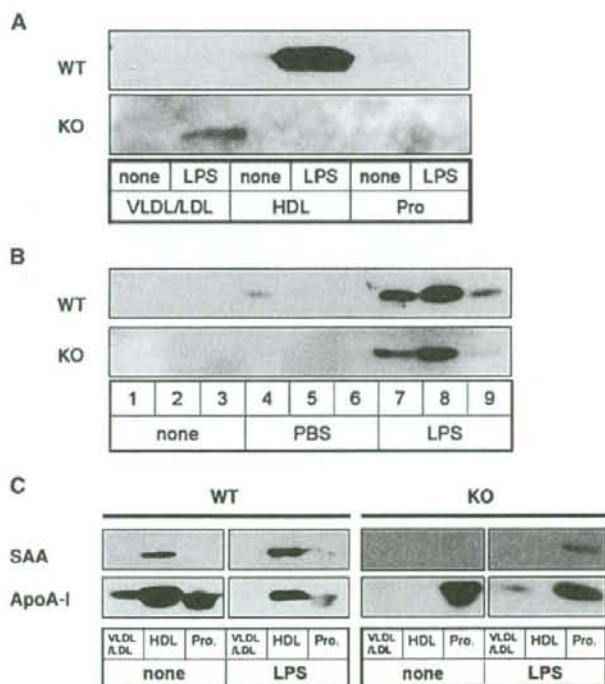 A
WT
KO
none LPS none LPS none LPS
VLDL/LDL HDL Pro
B
WT
KO
1 2 3 4 5 6 7 8 9
none PBS LPS
C
WT KO
SAA
ApoA-I
VLDL /LDL HDL Pro. VLDL /LDL HDL Pro. VLDL /LDL HDL Pro. VLDL /LDL HDL Pro.
none LPS none LPS